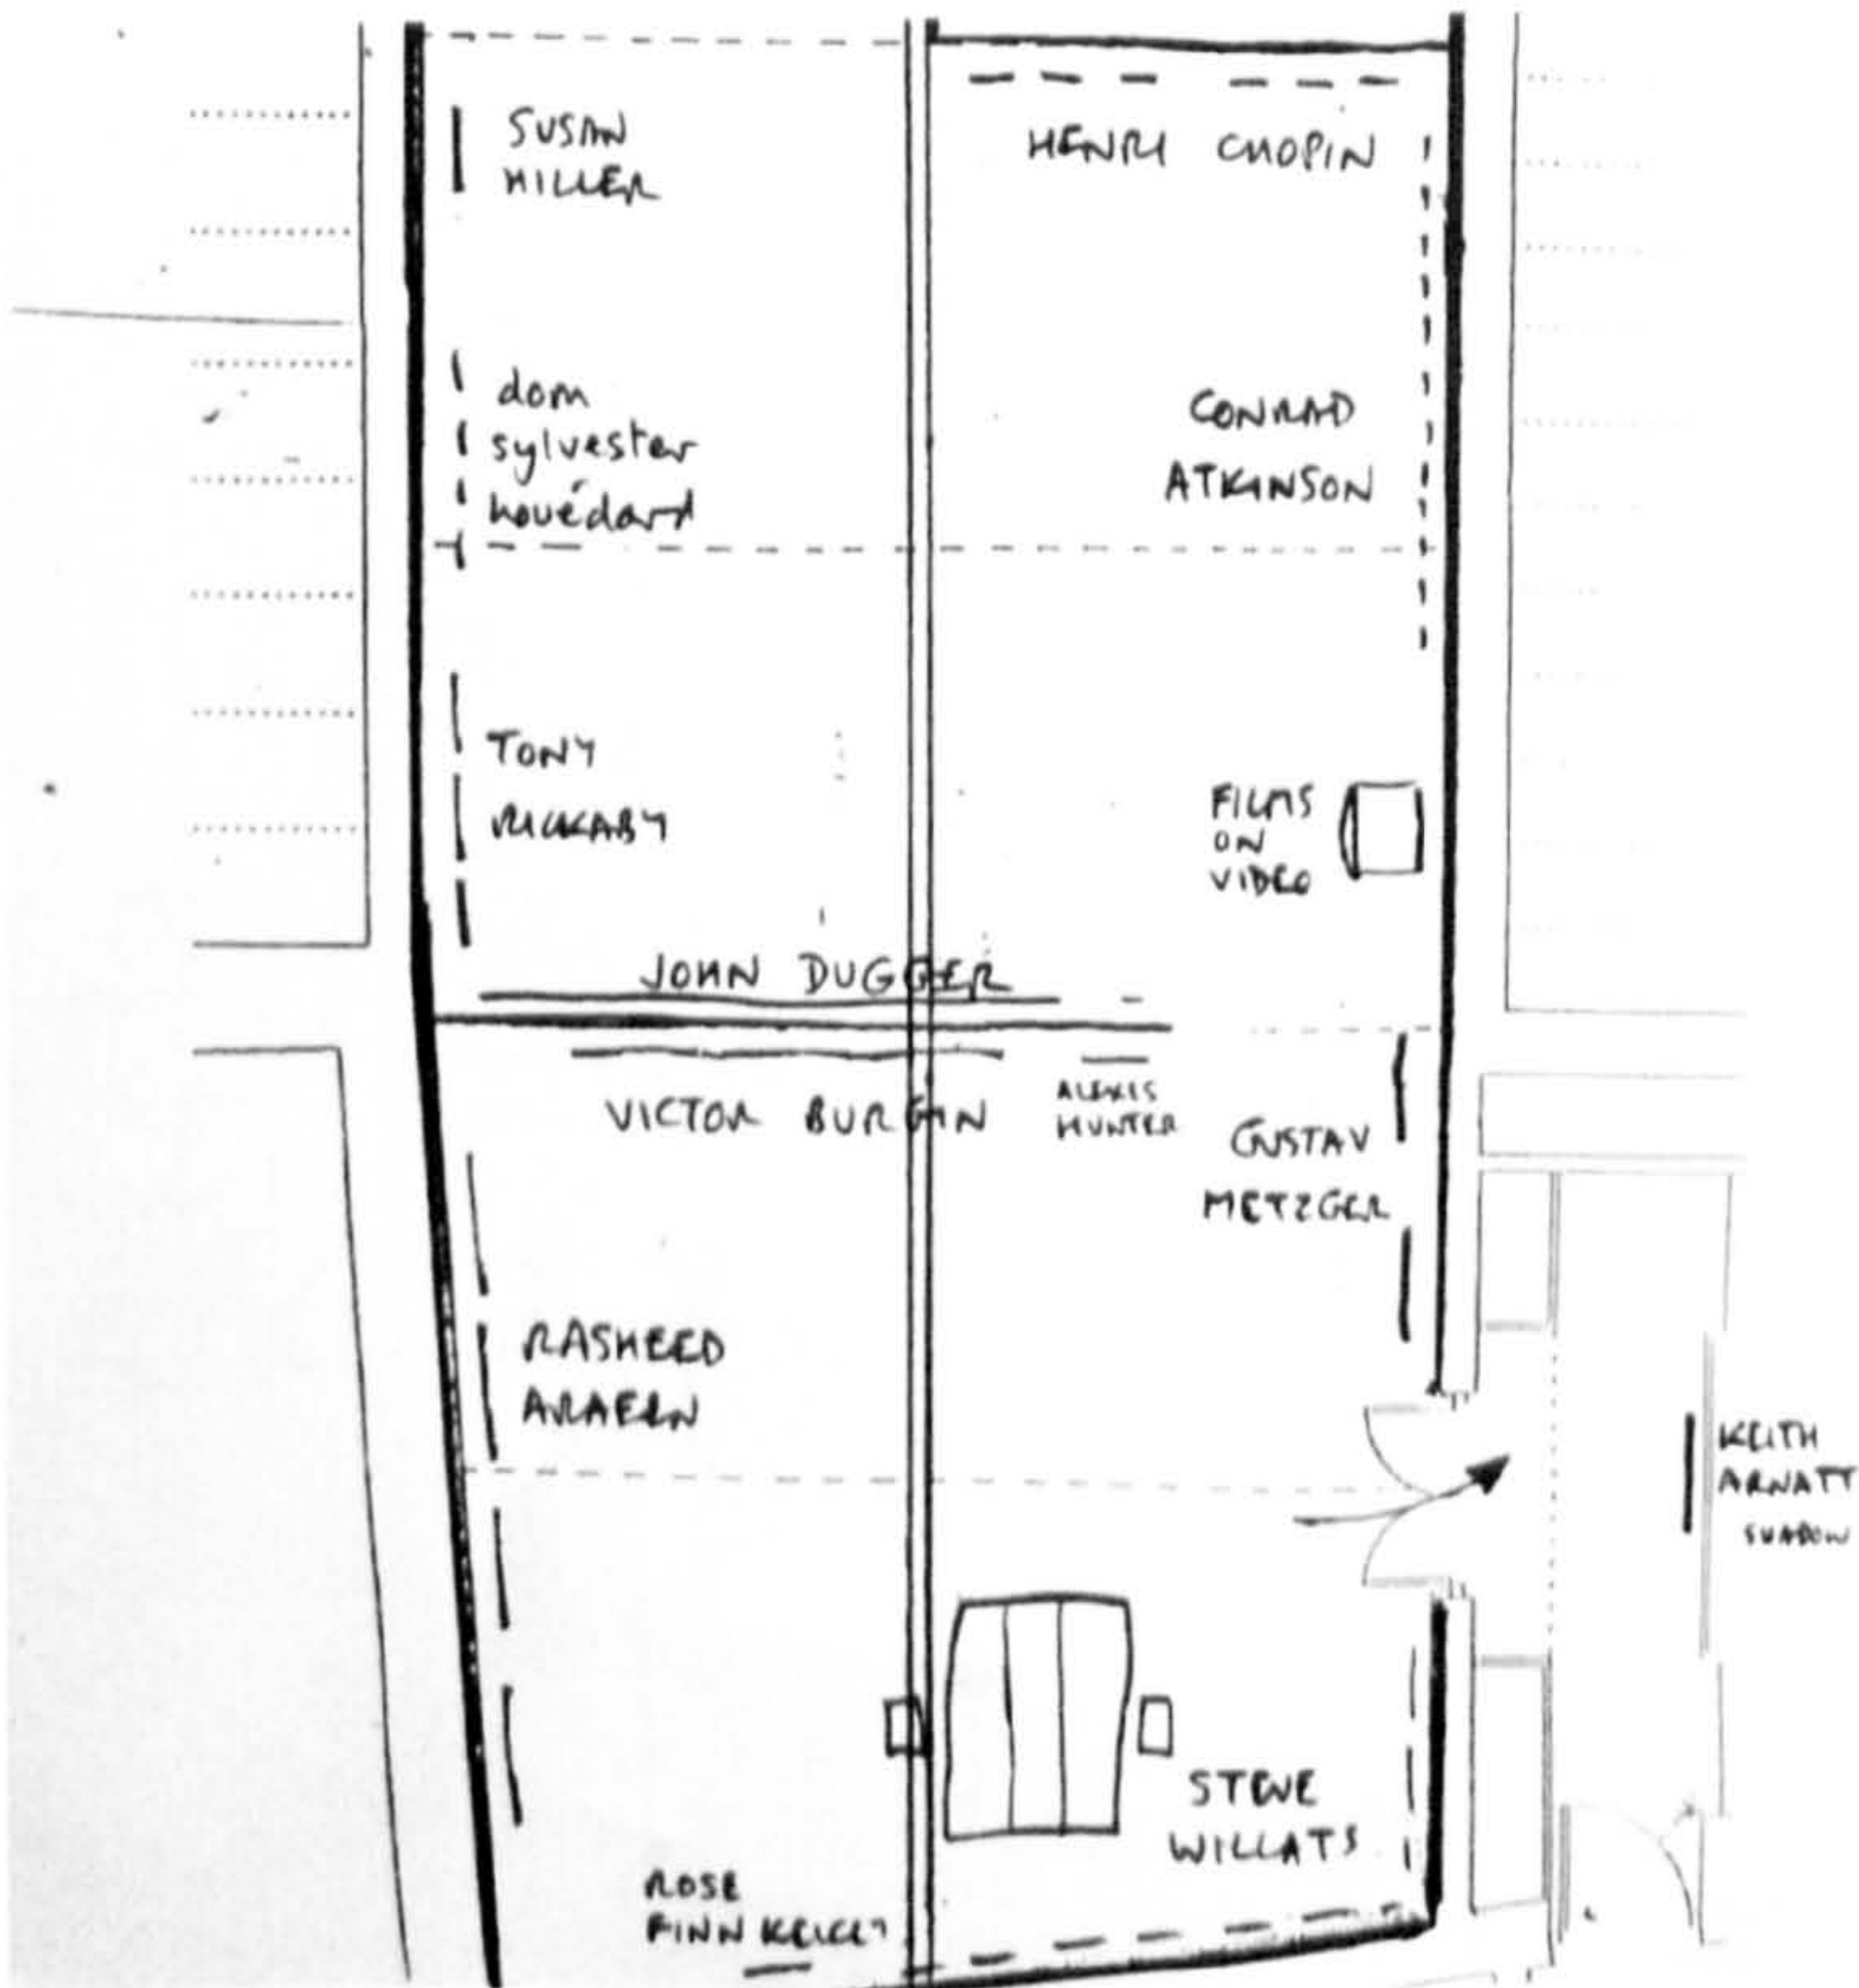 SUSAN
HILLER
HENRI CHOPIN
dom
sylvester
houédard
CONRAD
ATKINSON
TONY
RICKABY
FILMS
ON
VIDEO
JOHN DUGGER
VICTOR BURGIN
ALEXIS
HUNTER
GUSTAV
METZGER
RASHEED
ARAEEN
KEITH
ARNATT
SHADOW
STEVE
WILLATS
ROSE
FINN KELCEY